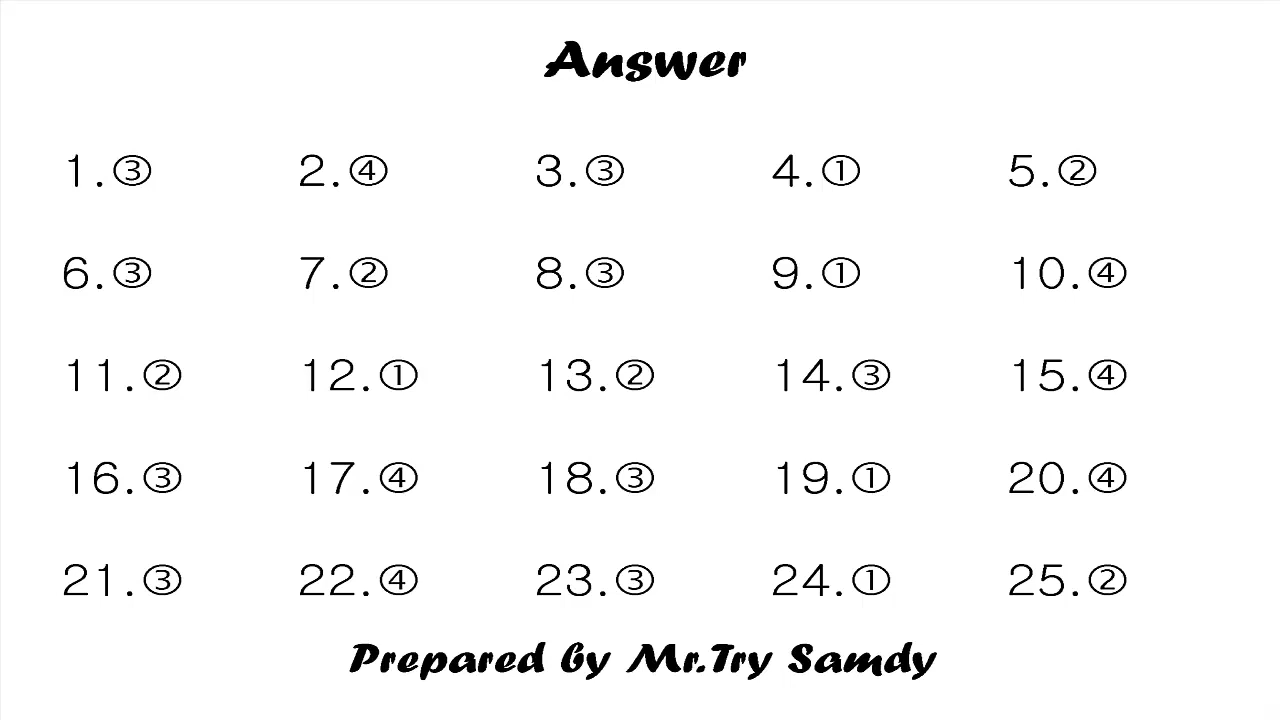 Answer
1.③ 2.④ 3.③ 4.① 5.②
6.③ 7.② 8.③ 9.① 10.④
11.② 12.① 13.② 14.③ 15.④
16.③ 17.④ 18.③ 19.① 20.④
21.③ 22.④ 23.③ 24.① 25.②
Prepared by Mr.Try Samdy